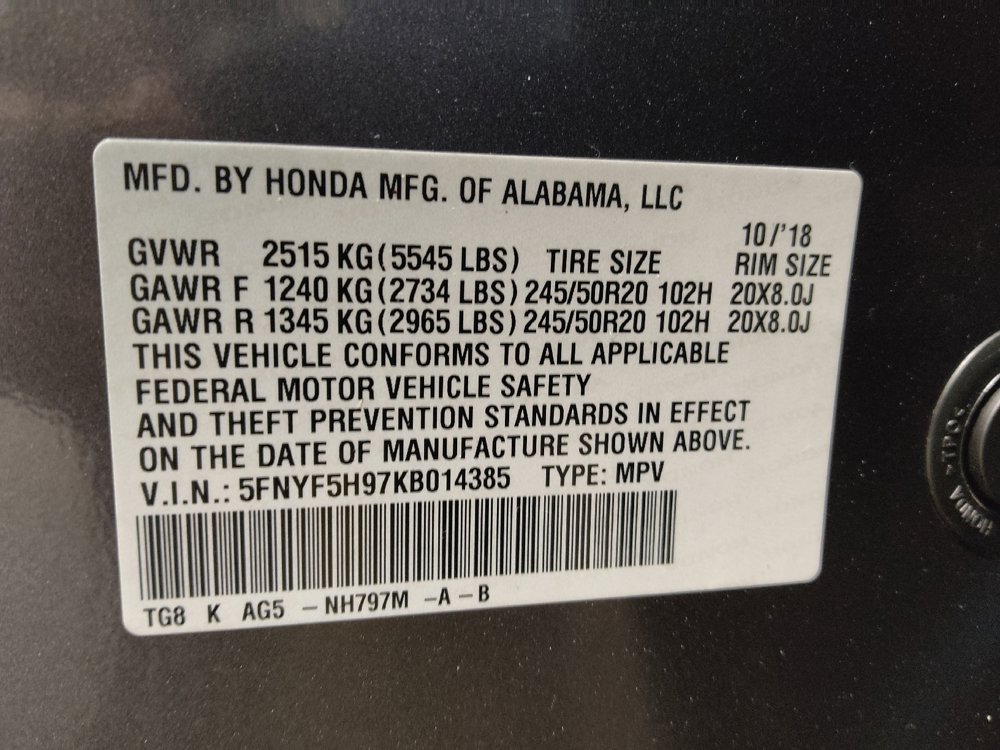 MFD. BY HONDA MFG. OF ALABAMA, LLC
10/'18
GVWR 2515 KG (5545 LBS) TIRE SIZE RIM SIZE
GAWR F 1240 KG (2734 LBS) 245/50R20 102H 20X8.0J
GAWR R 1345 KG (2965 LBS) 245/50R20 102H 20X8.0J
THIS VEHICLE CONFORMS TO ALL APPLICABLE
FEDERAL MOTOR VEHICLE SAFETY
AND THEFT PREVENTION STANDARDS IN EFFECT
ON THE DATE OF MANUFACTURE SHOWN ABOVE.
V.I.N.: 5FNYF5H97KB014385 TYPE: MPV
TG8 K AG5 - NH797M - A - B